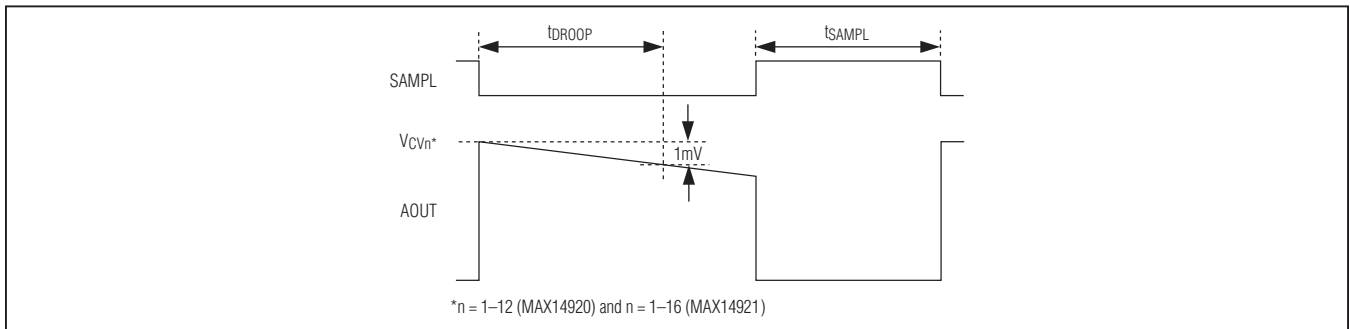 tDROOP
tSAMPL
SAMPL
VCVn*
1mV
AOUT
*n = 1–12 (MAX14920) and n = 1–16 (MAX14921)